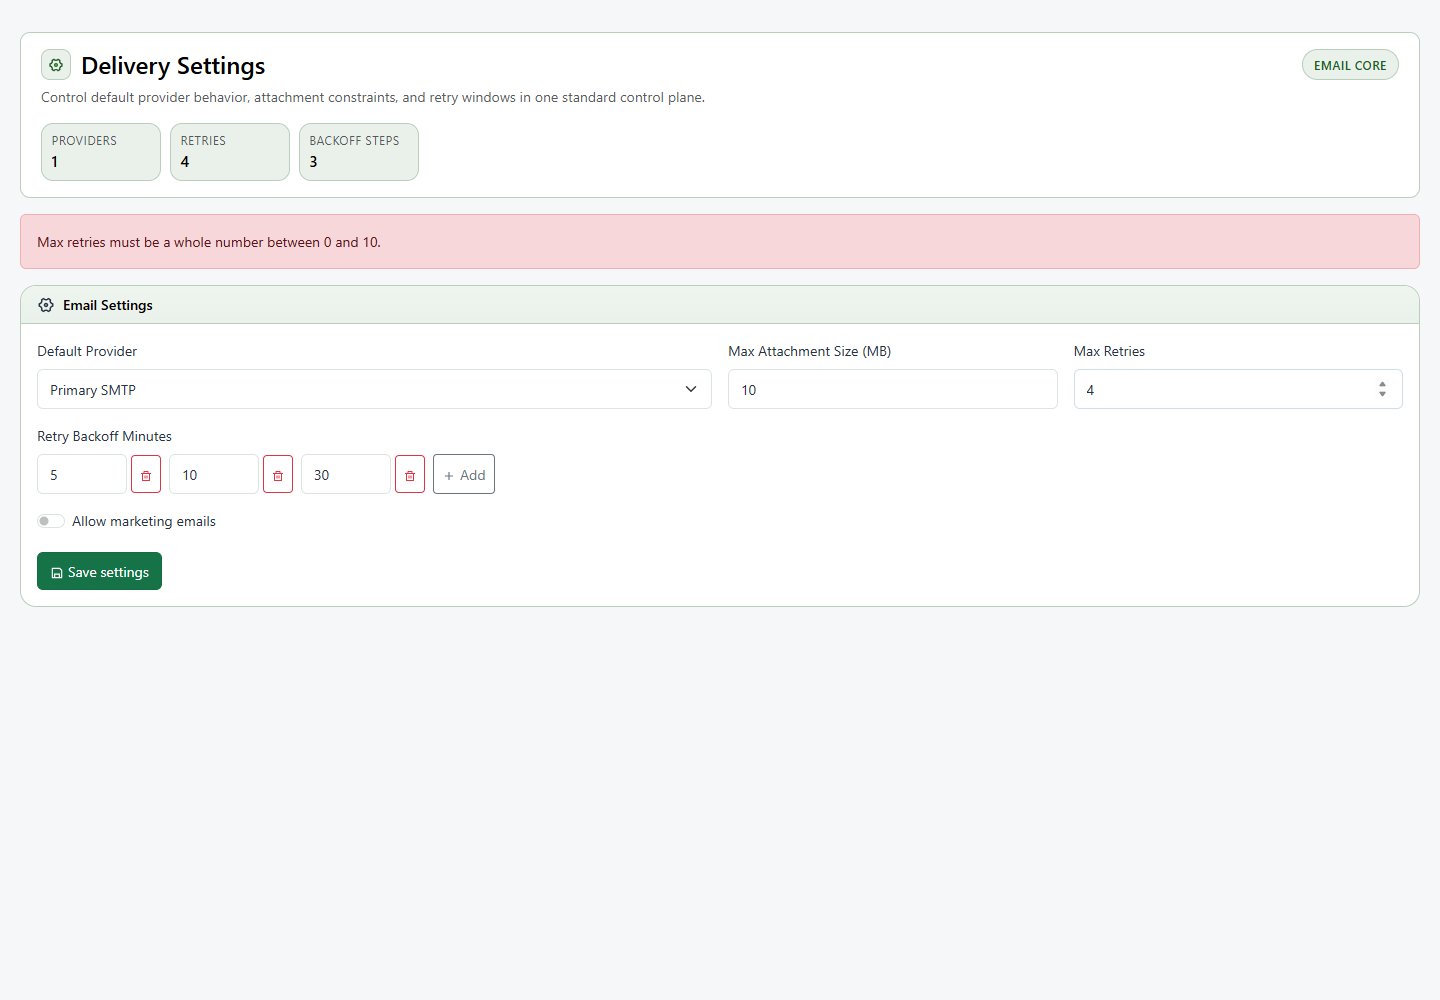 Delivery Settings
EMAIL CORE
Control default provider behavior, attachment constraints, and retry windows in one standard control plane.
PROVIDERS
1
RETRIES
4
BACKOFF STEPS
3
Max retries must be a whole number between 0 and 10.
Email Settings
Default Provider
Primary SMTP
Max Attachment Size (MB)
10
Max Retries
4
Retry Backoff Minutes
5
10
30
+ Add
Allow marketing emails
Save settings